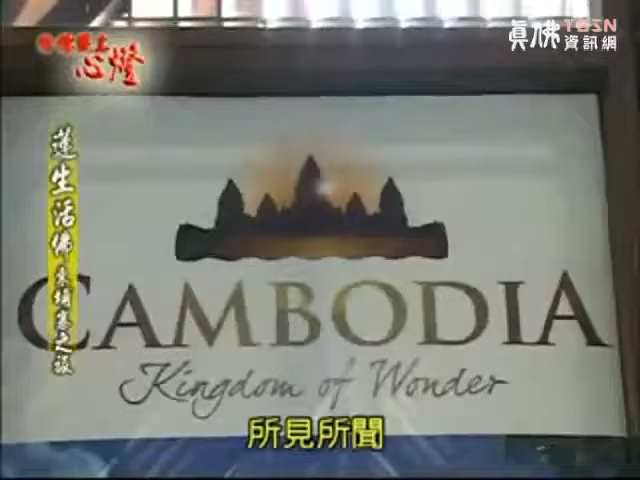 心燈
真佛
TBSN
資訊網
蓮生活佛柬埔寨之旅
CAMBODIA
Kingdom of Wonder
所見所聞